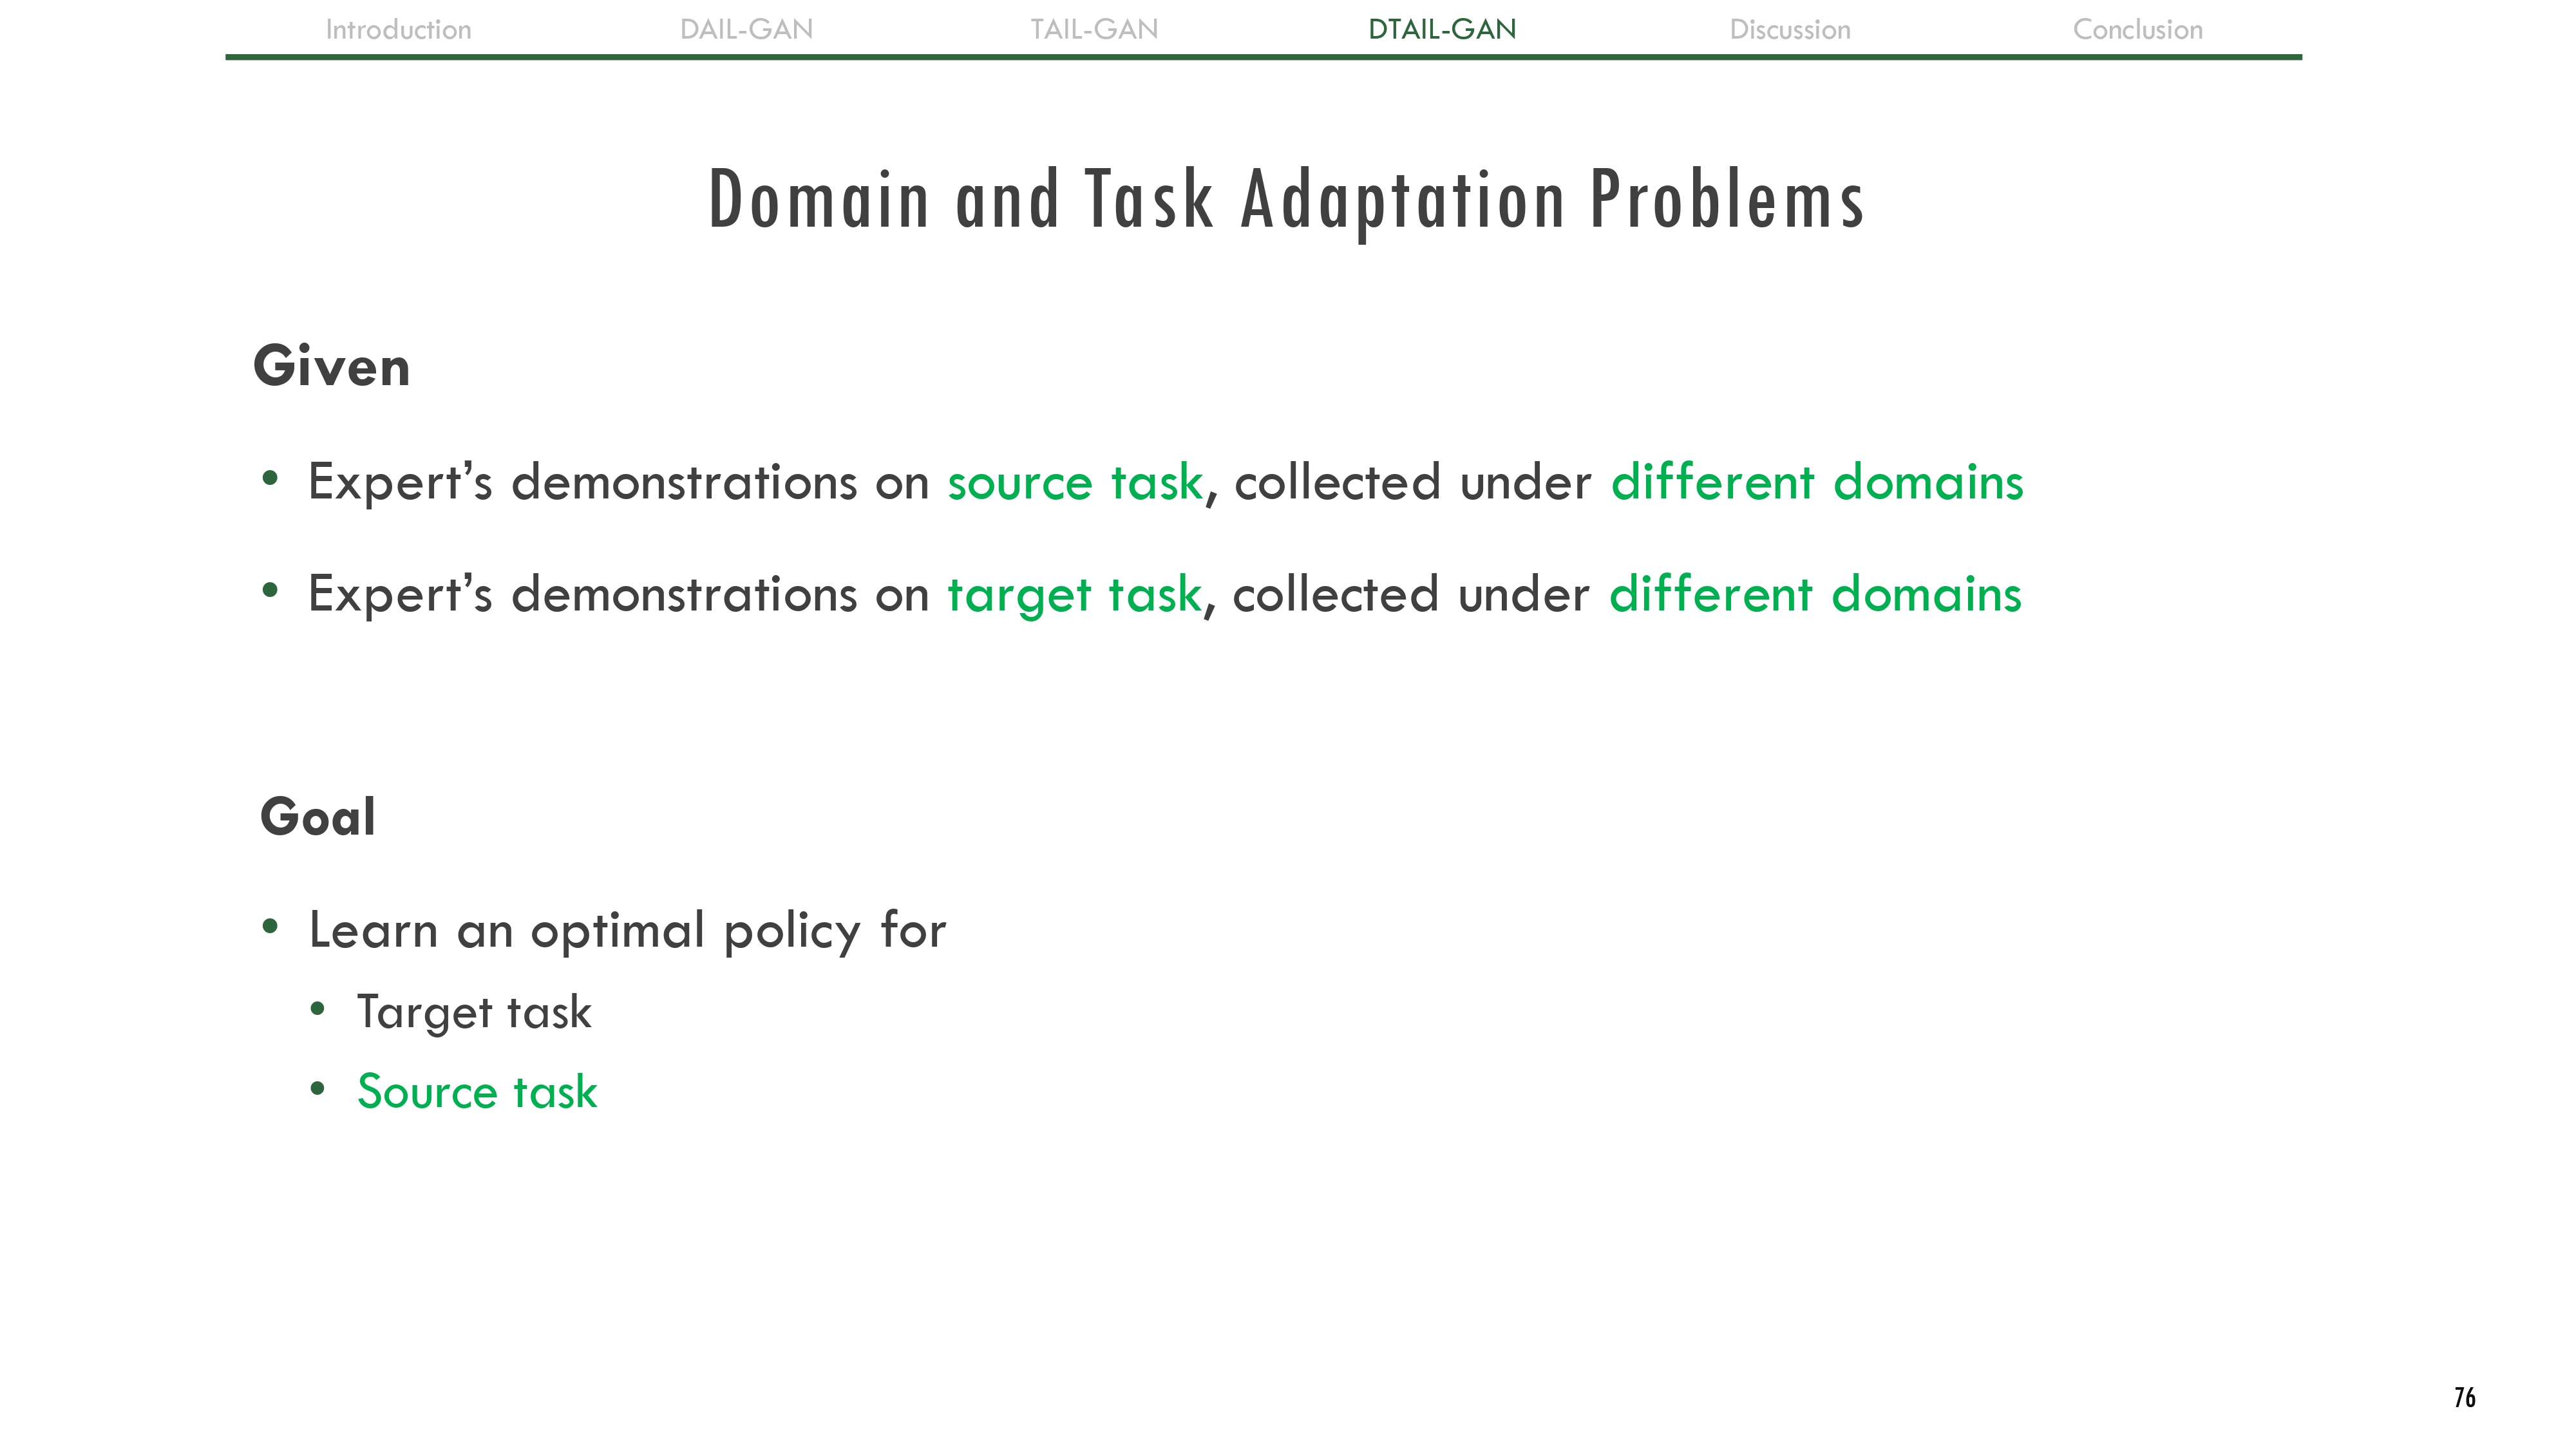 Introduction DAIL-GAN TAIL-GAN DTAIL-GAN Discussion Conclusion
Domain and Task Adaptation Problems
Given
• Expert’s demonstrations on source task, collected under different domains
• Expert’s demonstrations on target task, collected under different domains
Goal
• Learn an optimal policy for
• Target task
• Source task
76